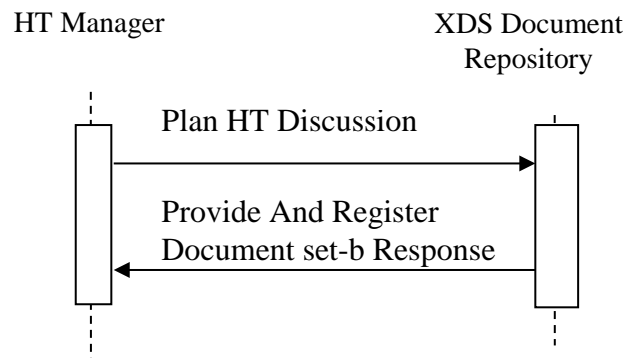 HT Manager
XDS Document
Repository
Plan HT Discussion
Provide And Register
Document set-b Response